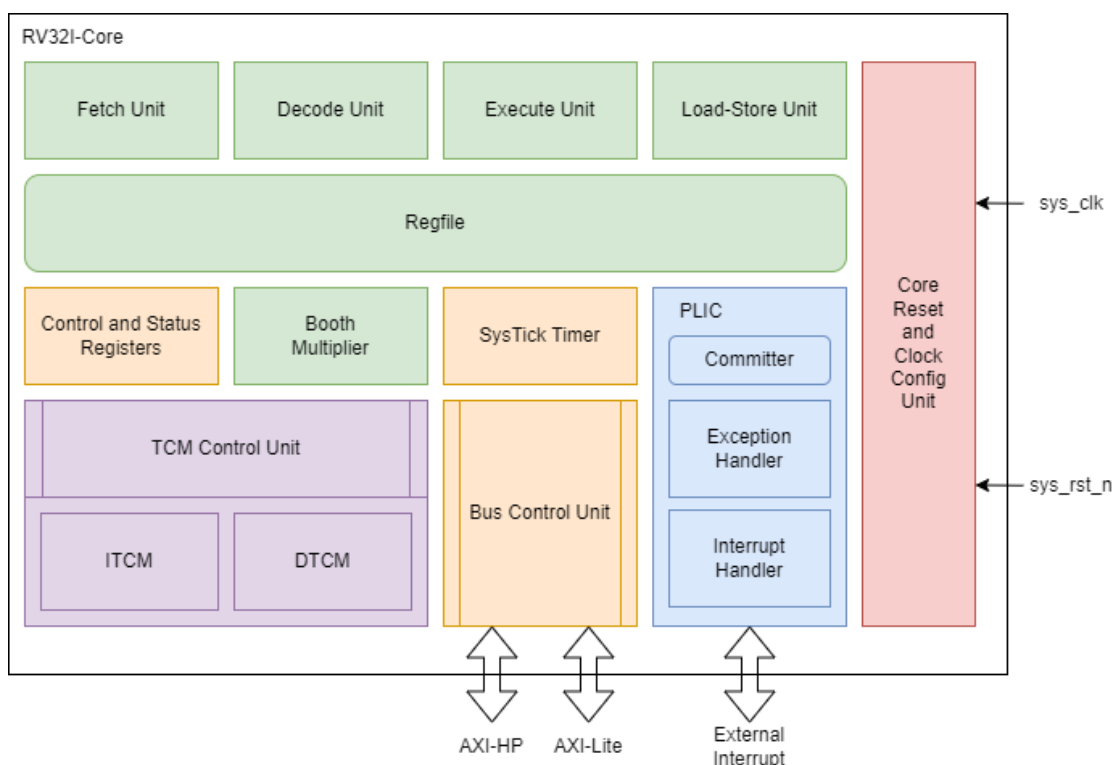 RV32I-Core
Fetch Unit
Decode Unit
Execute Unit
Load-Store Unit
Regfile
sys_clk
Control and Status
Registers
Booth
Multiplier
SysTick Timer
PLIC
Committer
Core
Reset
and
Clock
Config
Unit
TCM Control Unit
Exception
Handler
sys_rst_n
Bus Control Unit
ITCM
DTCM
Interrupt
Handler
AXI-HP
AXI-Lite
External
Interrupt